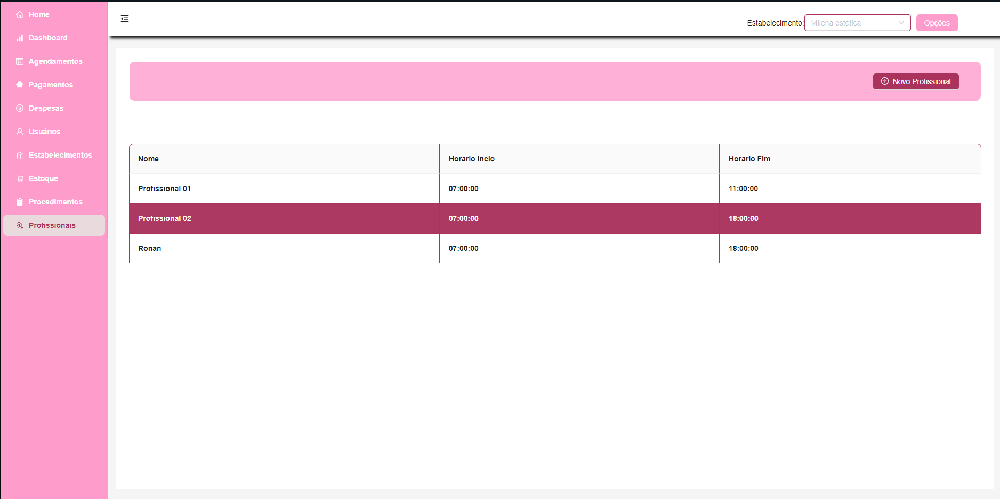 Home
Dashboard
Agendamentos
Pagamentos
Despesas
Usuários
Estabelecimentos
Estoque
Procedimentos
Profissionais
Estabelecimento: Milena estetica Opções
Novo Profissional
Nome Horario Incio Horario Fim
Profissional 01 07:00:00 11:00:00
Profissional 02 07:00:00 18:00:00
Ronan 07:00:00 18:00:00